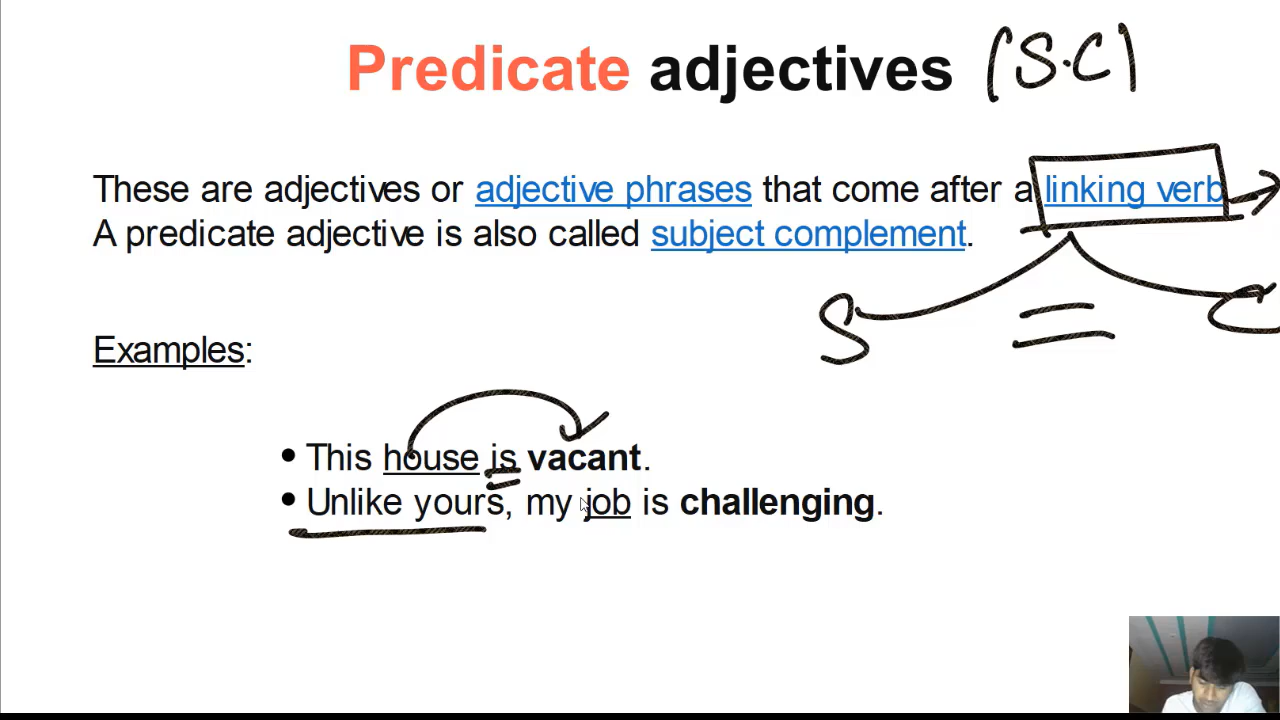 Predicate adjectives (S.C)
These are adjectives or adjective phrases that come after a linking verb
A predicate adjective is also called subject complement.
S = C
Examples:
• This house is vacant.
• Unlike yours, my job is challenging.